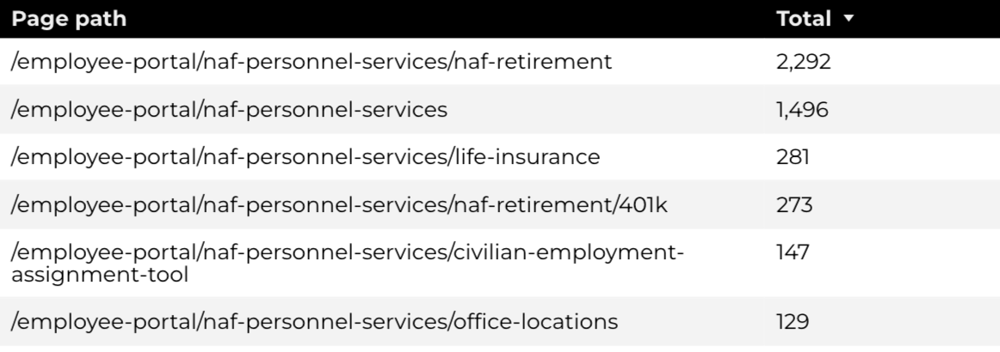 Page path Total ▼
/employee-portal/naf-personnel-services/naf-retirement 2,292
/employee-portal/naf-personnel-services 1,496
/employee-portal/naf-personnel-services/life-insurance 281
/employee-portal/naf-personnel-services/naf-retirement/401k 273
/employee-portal/naf-personnel-services/civilian-employment- 147
assignment-tool
/employee-portal/naf-personnel-services/office-locations 129